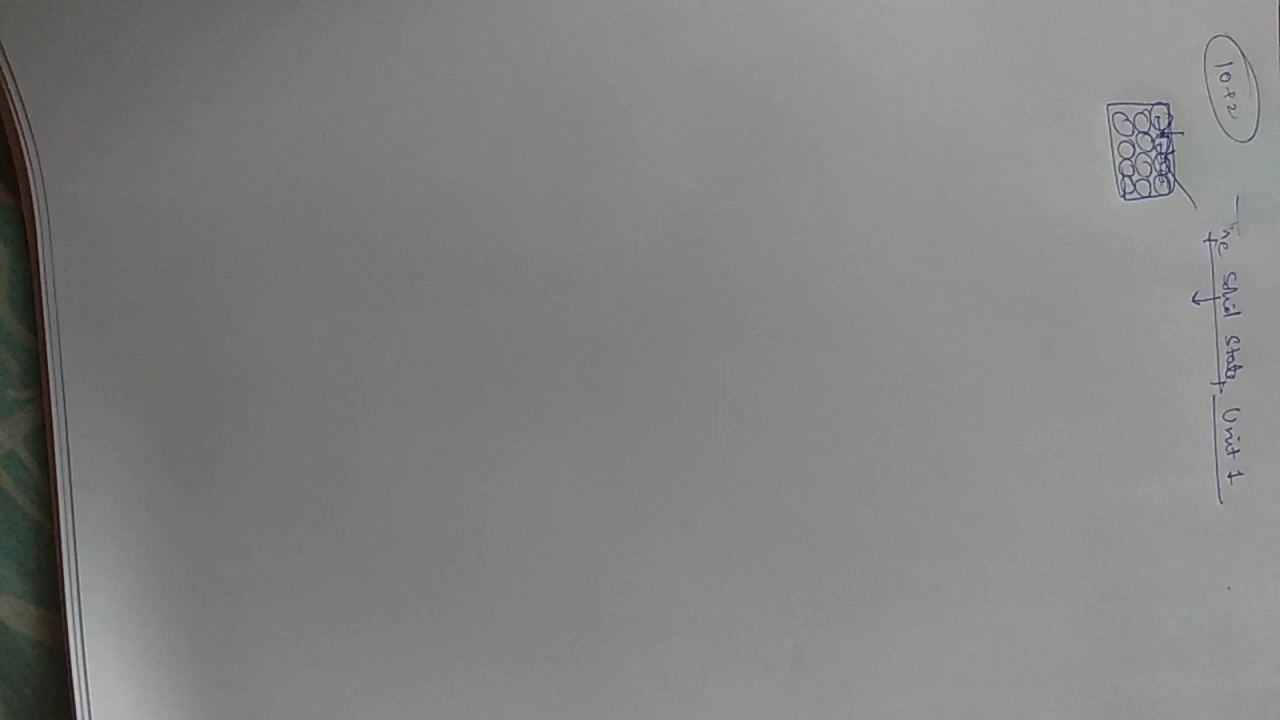 10+2
The Solid State, Unit 1